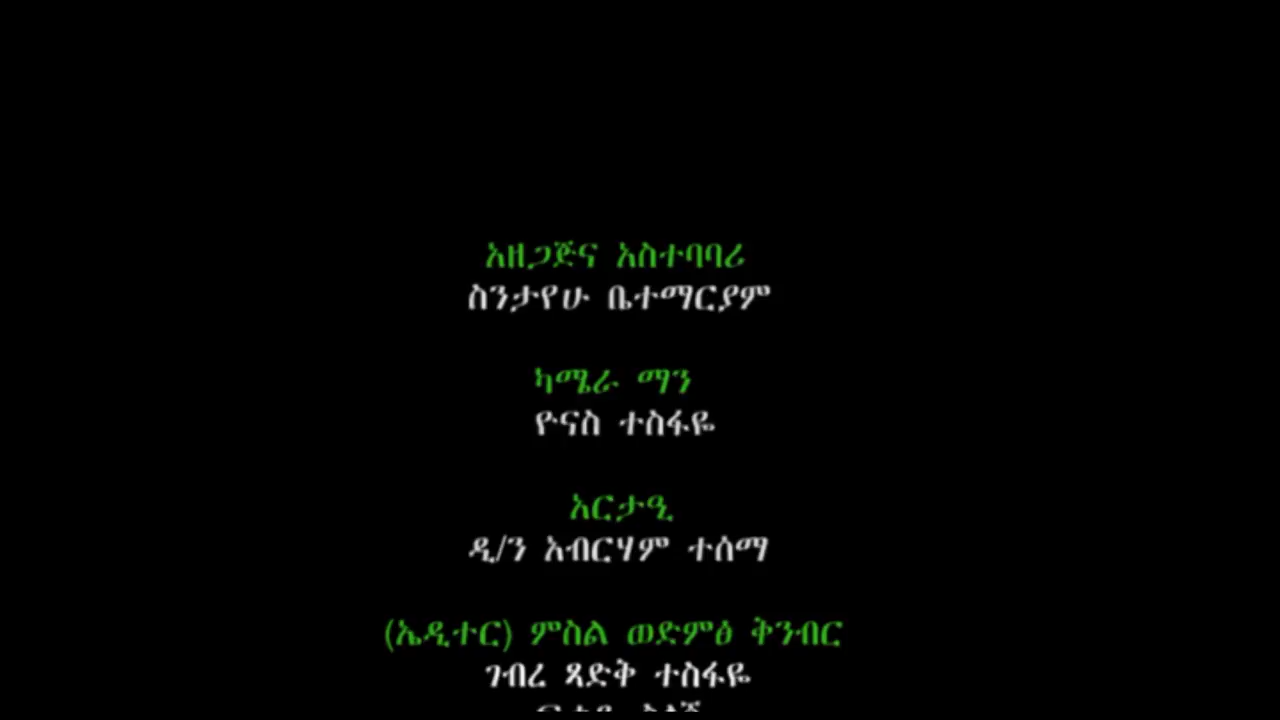 አዘጋጅና አስተባባሪ
ስንታየሁ ቤተማርያም
ካሜራ ማን
ዮናስ ተስፋዬ
አርታዒ
ዲ/ን አብርሃም ተሰማ
(ኤዲተር) ምስል ወድምፅ ቅንብር
ገብረ ጻድቅ ተስፋዬ